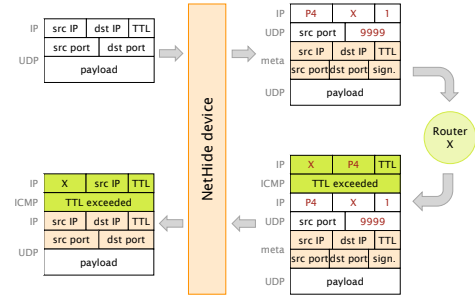 IP src IP dst IP TTL
src port dst port
UDP
payload
NetHide device
IP P4 X 1
UDP src port 9999
src IP dst IP TTL
meta
src port dst port sign.
UDP payload
Router
X
IP X src IP TTL
ICMP TTL exceeded
IP src IP dst IP TTL
src port dst port
UDP
payload
IP X P4 TTL
ICMP TTL exceeded
IP P4 X 1
UDP src port 9999
src IP dst IP TTL
meta
src port dst port sign.
UDP payload